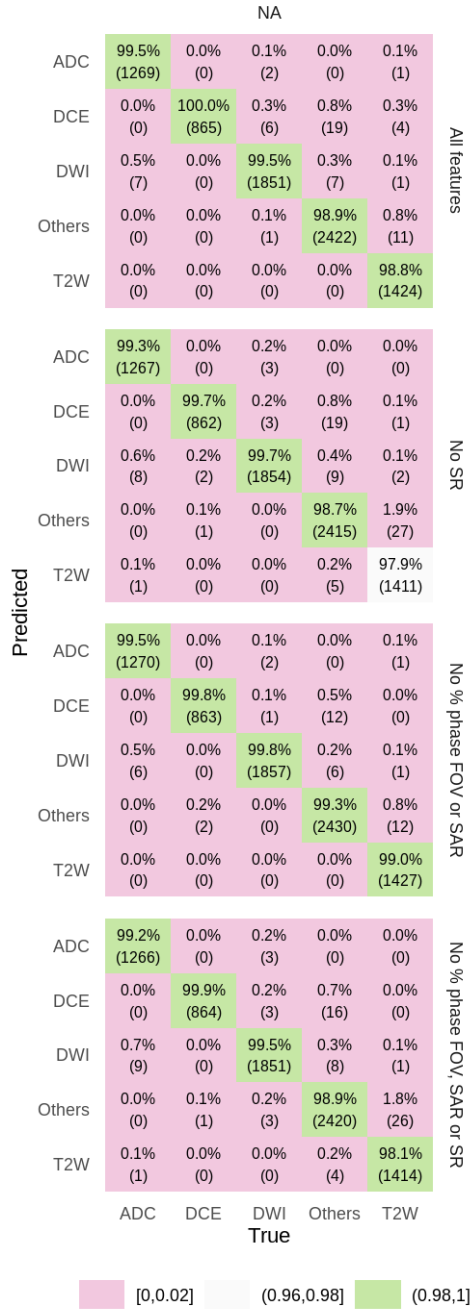 NA
ADC 99.5% 0.0% 0.1% 0.0% 0.1%
(1269) (0) (2) (0) (1)
DCE 0.0% 100.0% 0.3% 0.8% 0.3%
(0) (865) (6) (19) (4)
DWI 0.5% 0.0% 99.5% 0.3% 0.1%
(7) (0) (1851) (7) (1)
Others 0.0% 0.0% 0.1% 98.9% 0.8%
(0) (0) (1) (2422) (11)
T2W 0.0% 0.0% 0.0% 0.0% 98.8%
(0) (0) (0) (0) (1424)
All features
ADC 99.3% 0.0% 0.2% 0.0% 0.0%
(1267) (0) (3) (0) (0)
DCE 0.0% 99.7% 0.2% 0.8% 0.1%
(0) (862) (3) (19) (1)
DWI 0.6% 0.2% 99.7% 0.4% 0.1%
(8) (2) (1854) (9) (2)
Others 0.0% 0.1% 0.0% 98.7% 1.9%
(0) (1) (0) (2415) (27)
T2W 0.1% 0.0% 0.0% 0.2% 97.9%
(1) (0) (0) (5) (1411)
No SR
Predicted
ADC 99.5% 0.0% 0.1% 0.0% 0.1%
(1270) (0) (2) (0) (1)
DCE 0.0% 99.8% 0.1% 0.5% 0.0%
(0) (863) (1) (12) (0)
DWI 0.5% 0.0% 99.8% 0.2% 0.1%
(6) (0) (1857) (6) (1)
Others 0.0% 0.2% 0.0% 99.3% 0.8%
(0) (2) (0) (2430) (12)
T2W 0.0% 0.0% 0.0% 0.0% 99.0%
(0) (0) (0) (0) (1427)
No % phase FOV or SAR
ADC 99.2% 0.0% 0.2% 0.0% 0.0%
(1266) (0) (3) (0) (0)
DCE 0.0% 99.9% 0.2% 0.7% 0.0%
(0) (864) (3) (16) (0)
DWI 0.7% 0.0% 99.5% 0.3% 0.1%
(9) (0) (1851) (8) (1)
Others 0.0% 0.1% 0.2% 98.9% 1.8%
(0) (1) (3) (2420) (26)
T2W 0.1% 0.0% 0.0% 0.2% 98.1%
(1) (0) (0) (4) (1414)
No % phase FOV, SAR or SR
ADC DCE DWI Others T2W
True
[0,0.02] (0.96,0.98] (0.98,1]